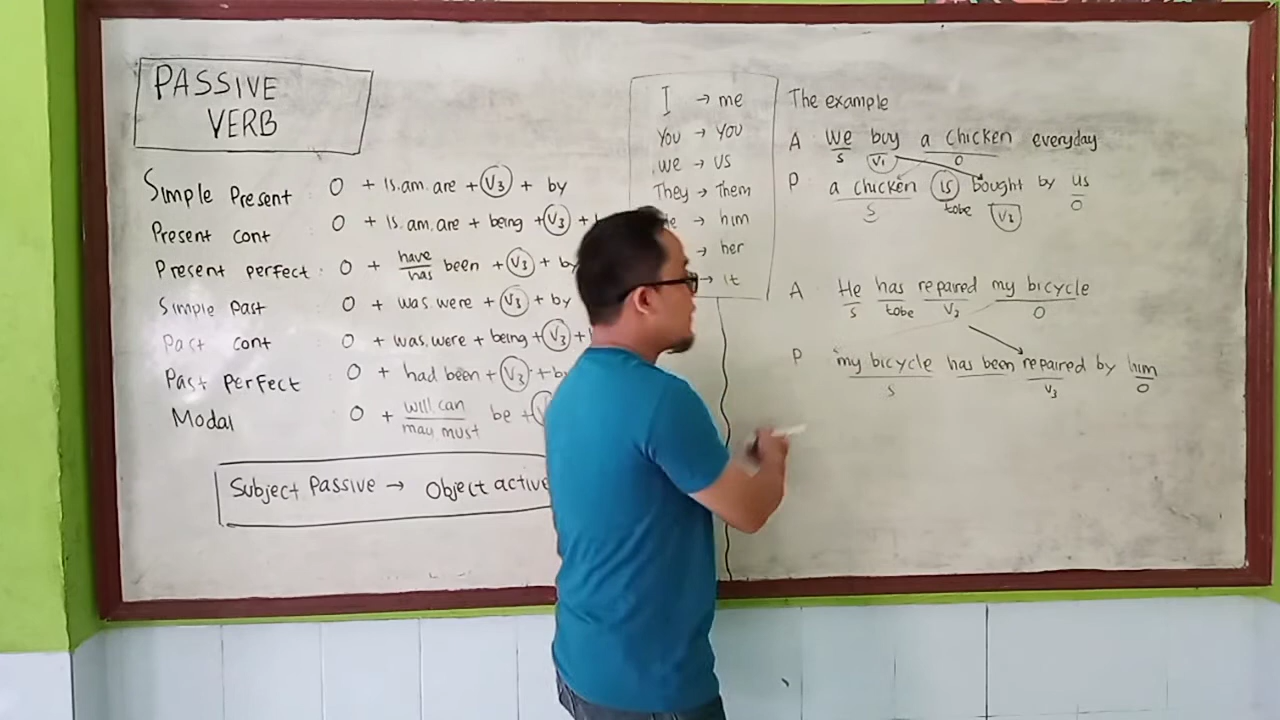 PASSIVE
VERB
Simple Present : O + Is.am.are + V3 + by
Present cont : O + Is.am.are + being + V3 +
Present perfect : O + have/has been + V3 + by
Simple Past : O + was.were + V3 + by
Past cont : O + was.were + being + V3 +
Past perfect : O + had been + V3 + by
Modal O + will can/may must be +
Subject Passive → Object active
I → me
You → You
we → us
They → Them
→ him
→ her
→ it
The example
A : We buy a chicken everyday
S V1 O
P : a chicken is bought by us
S tobe V3 O
A : He has repaired my bicycle
S tobe V3 O
P : my bicycle has been repaired by him
S V3 O